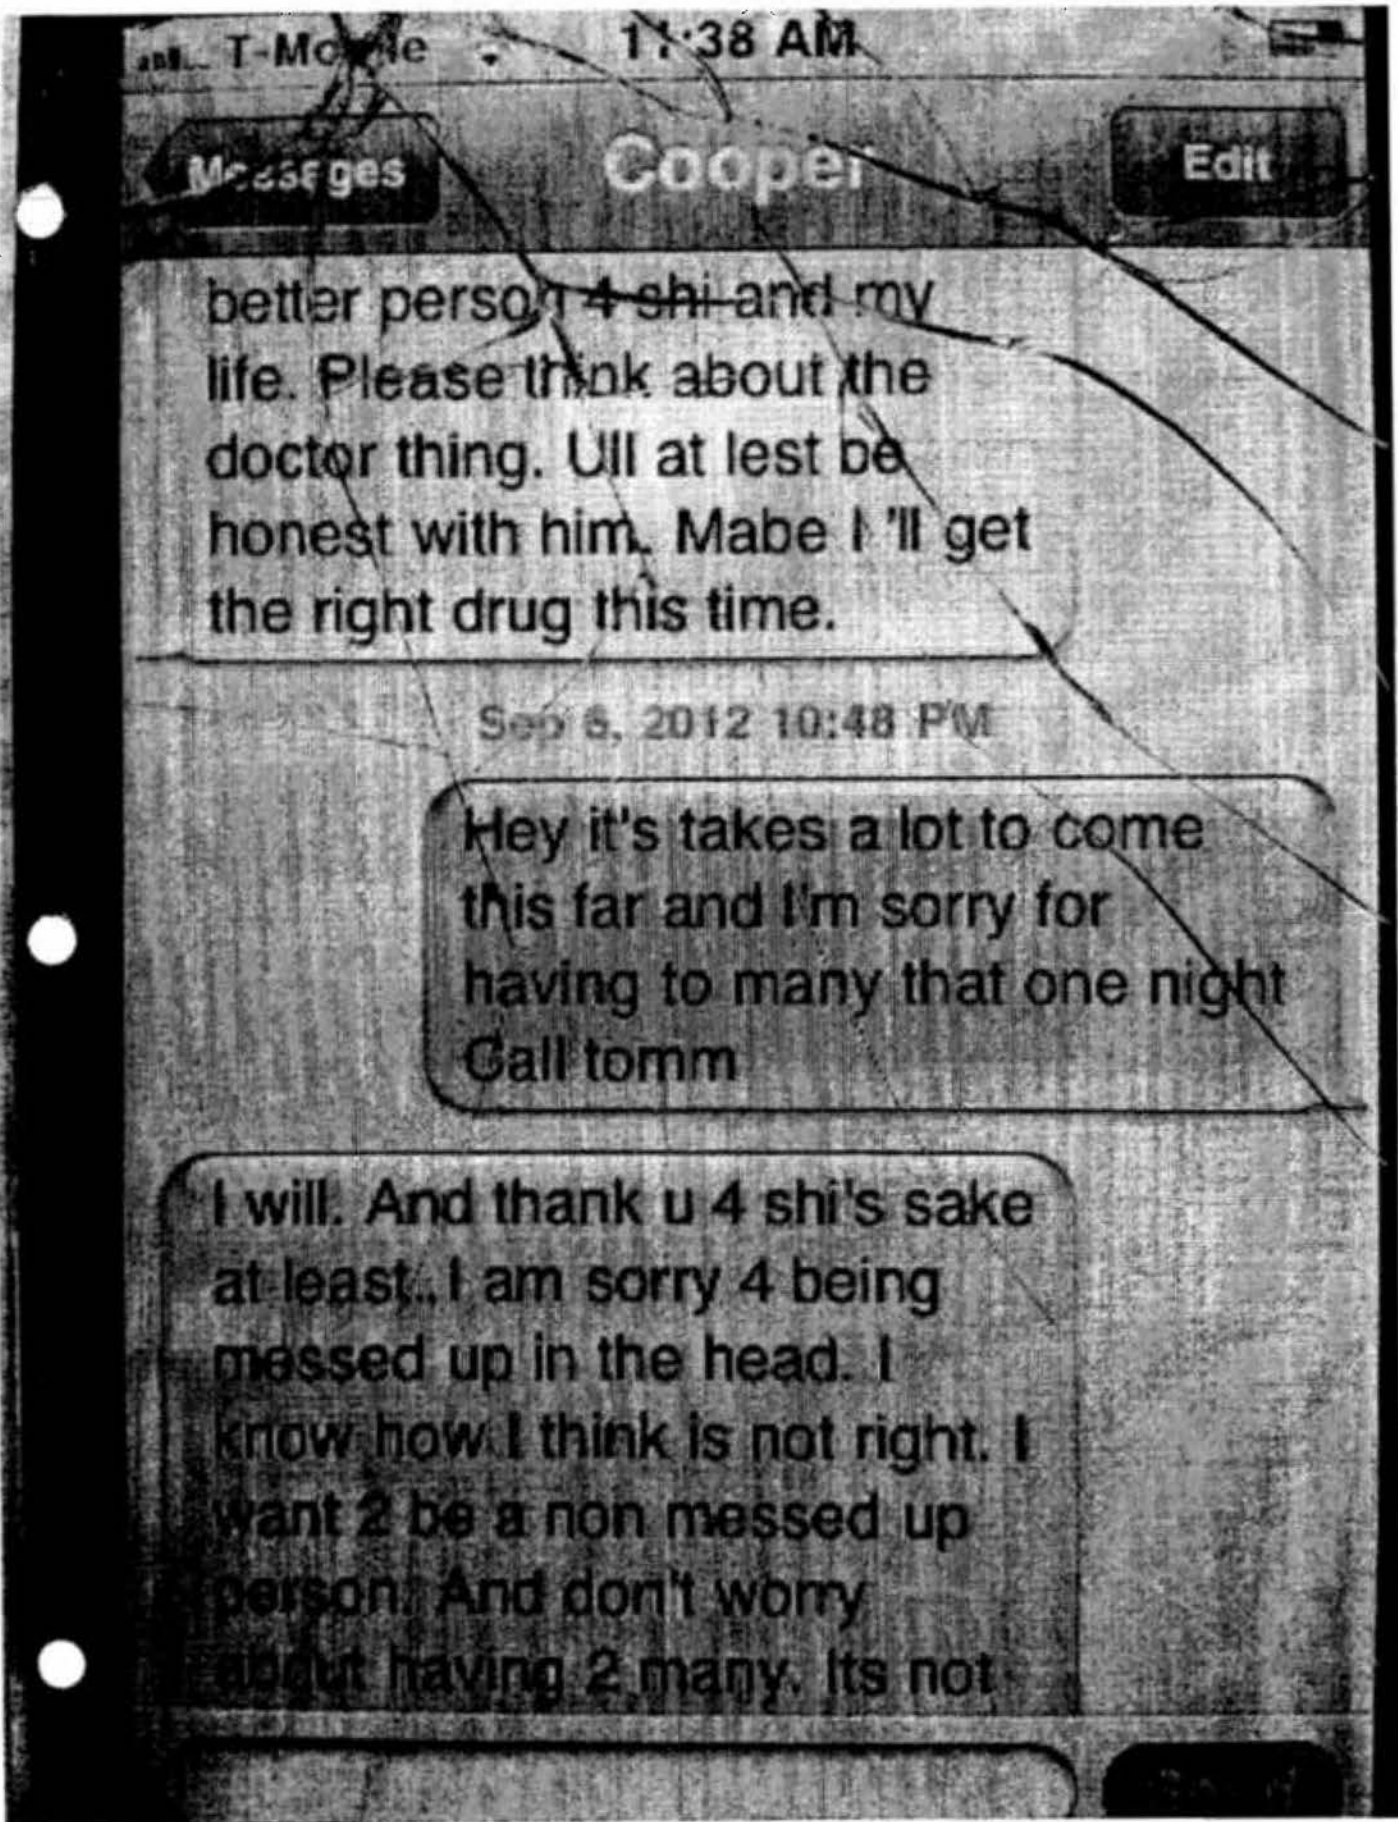 T-Mobile 11:38 AM
Messages Cooper Edit
better person 4 shi and my
life. Please think about the
doctor thing. Ull at lest be
honest with him. Mabe I 'll get
the right drug this time.
Sep 6, 2012 10:48 PM
Hey it's takes a lot to come
this far and I'm sorry for
having to many that one night
Call tomm
I will. And thank u 4 shi's sake
at least.. I am sorry 4 being
messed up in the head. I
know how I think is not right. I
want 2 be a non messed up
person. And don't worry
about having 2 many. Its not